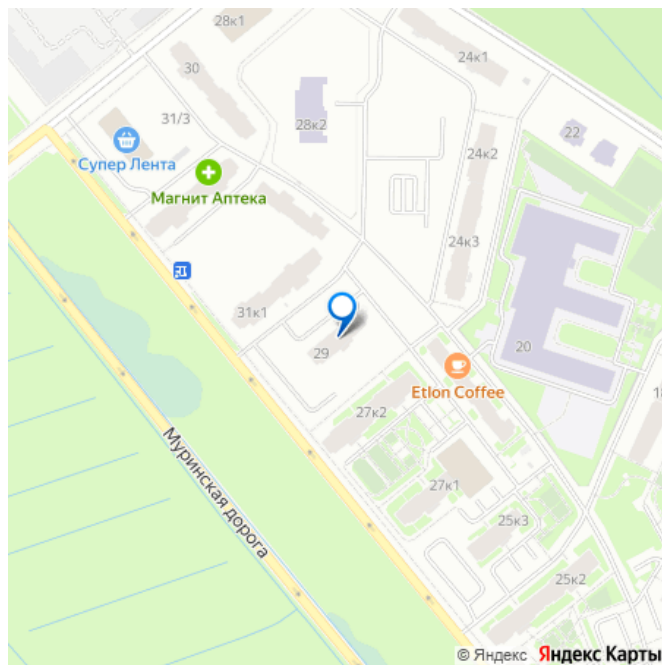 28к1
24к1
30
31/3
28к2
22
24к2
Супер Лента
Магнит Аптека
24к3
31к1
20
29
Etlon Coffee
27к2
Муринская дорога
27к1
25к3
25к2
© Яндекс Яндекс Карты